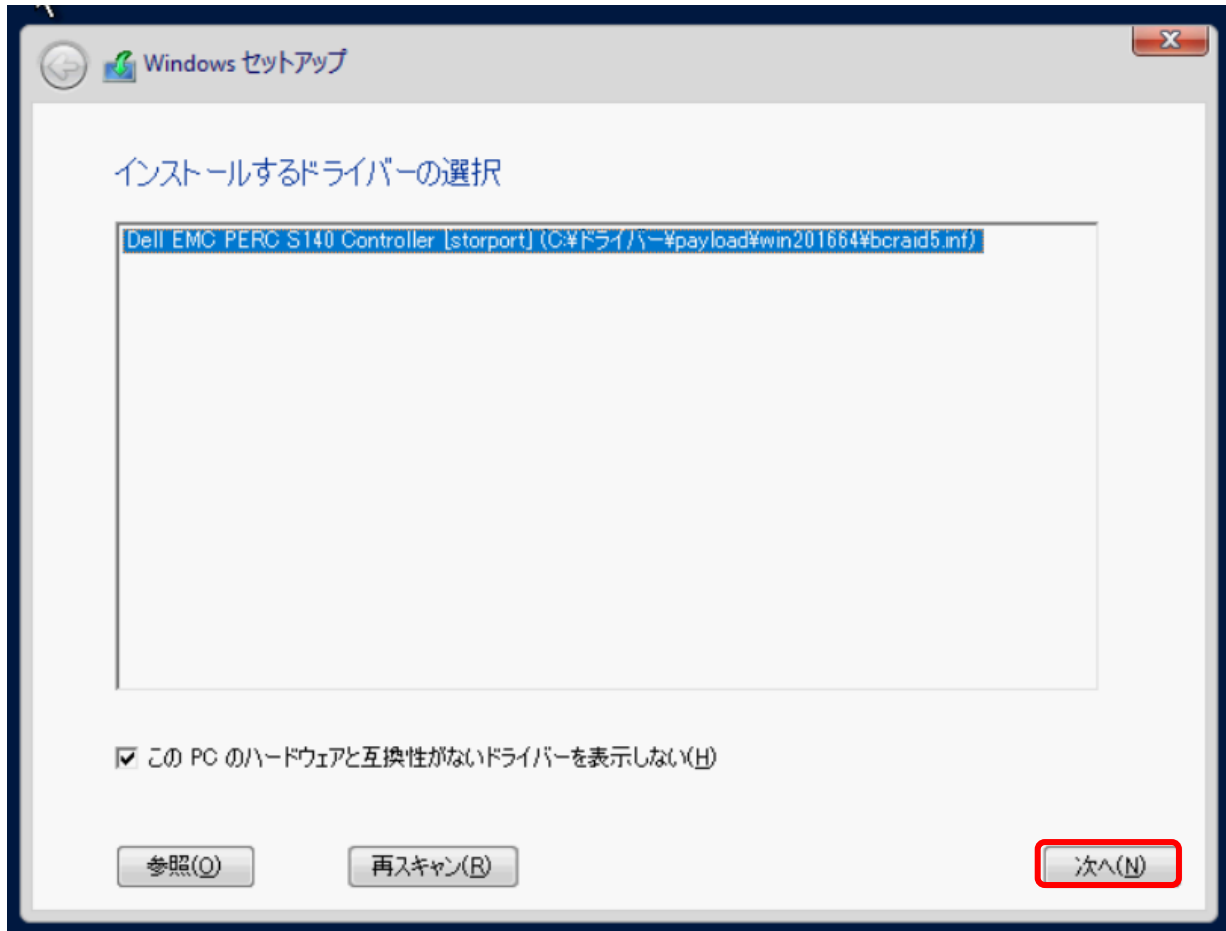 Windows セットアップ
インストールするドライバーの選択
Dell EMC PERC S140 Controller [storport] (C:¥ドライバー¥payload¥win201664¥bcraid5.inf)
この PC のハードウェアと互換性がないドライバーを表示しない(H)
参照(O)
再スキャン(R)
次へ(N)